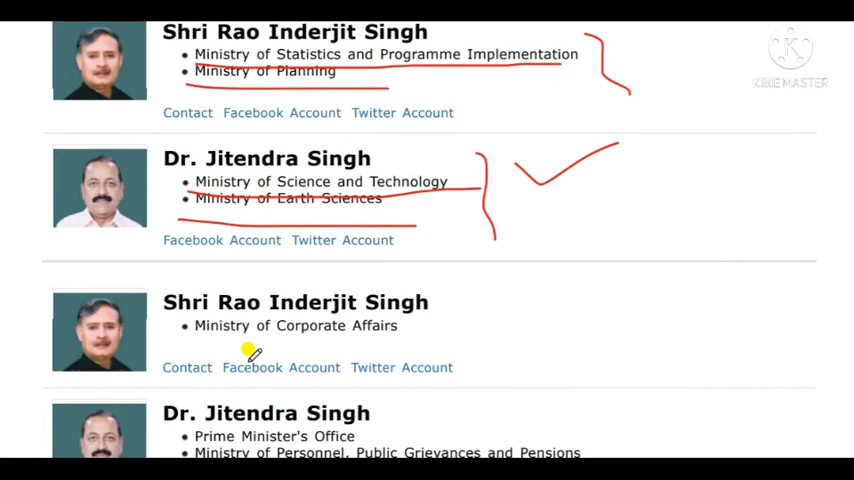 Shri Rao Inderjit Singh
Ministry of Statistics and Programme Implementation
Ministry of Planning
Contact Facebook Account Twitter Account
K
KINEMASTER
Dr. Jitendra Singh
Ministry of Science and Technology
Ministry of Earth Sciences
Facebook Account Twitter Account
Shri Rao Inderjit Singh
Ministry of Corporate Affairs
Contact Facebook Account Twitter Account
Dr. Jitendra Singh
Prime Minister's Office
Ministry of Personnel, Public Grievances and Pensions